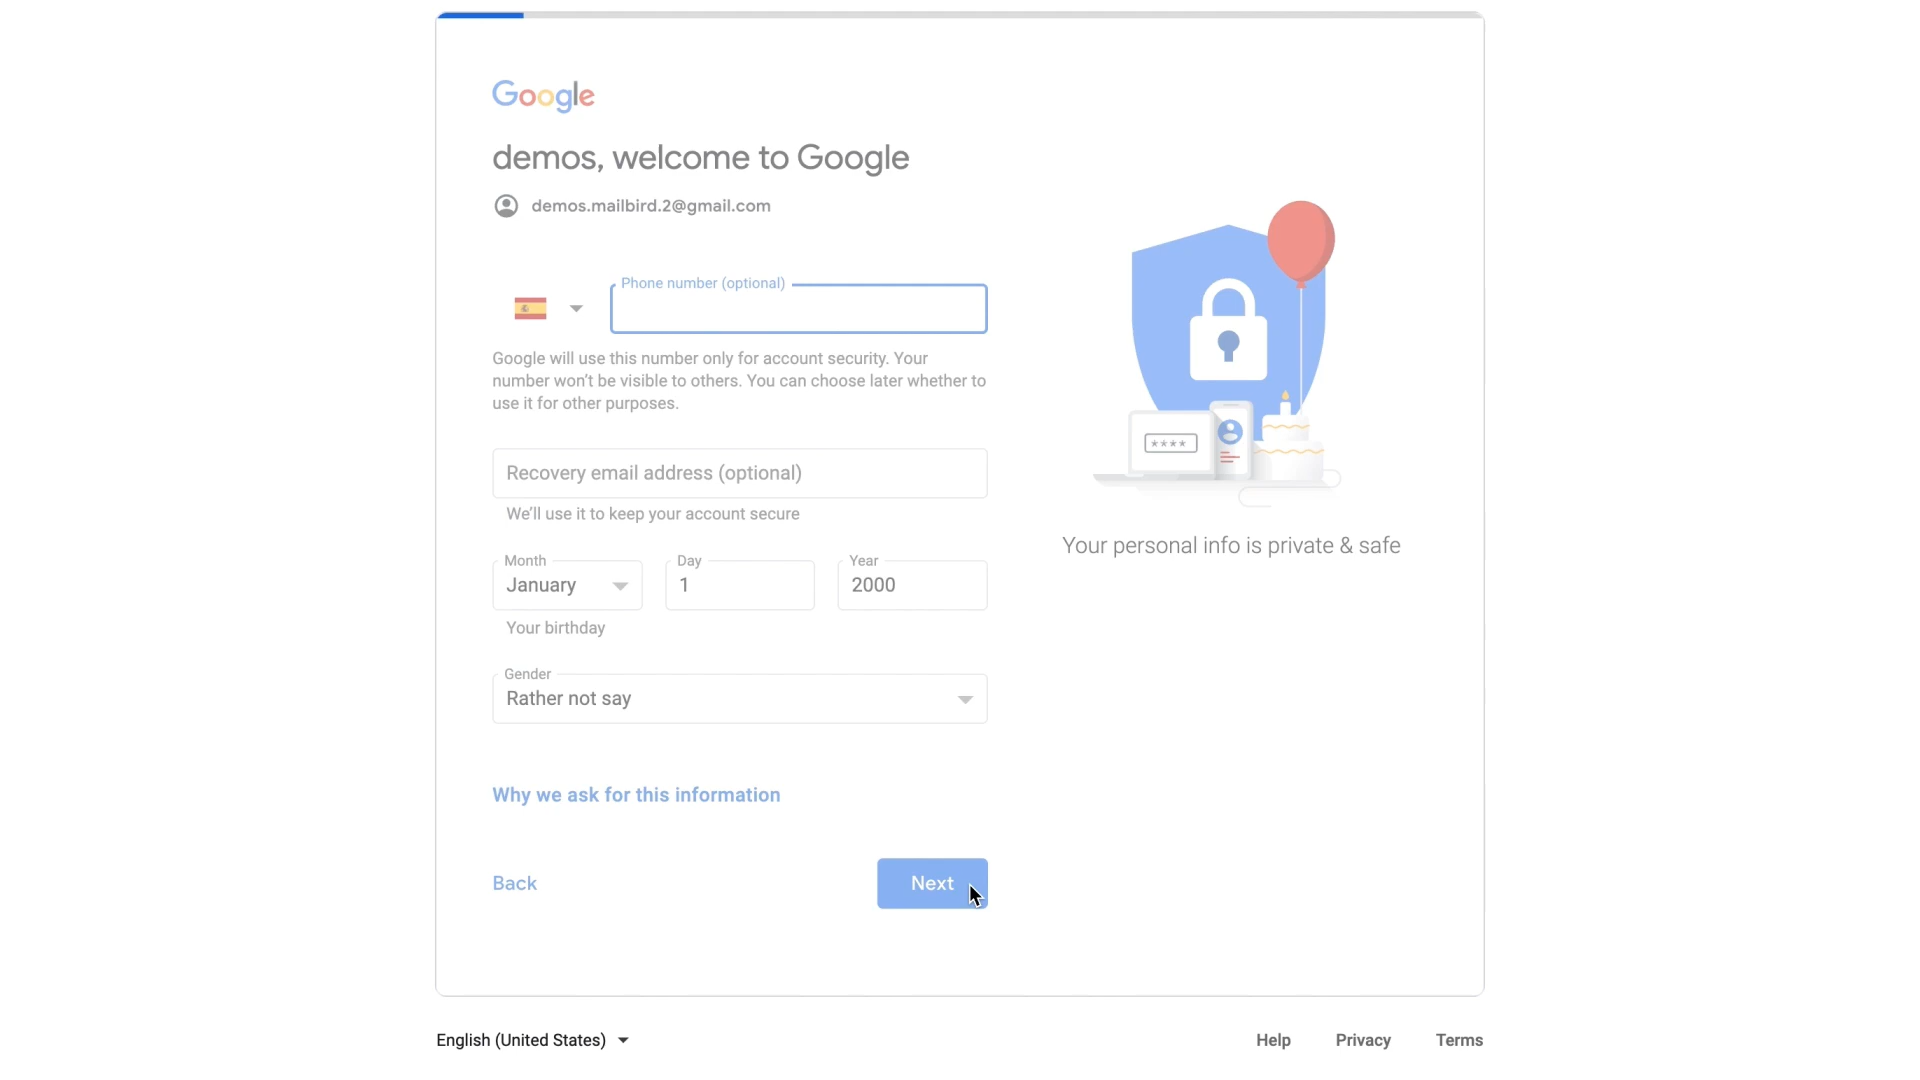 Google
demos, welcome to Google
demos.mailbird.2@gmail.com
Phone number (optional)
Google will use this number only for account security. Your
number won't be visible to others. You can choose later whether to
use it for other purposes.
Recovery email address (optional)
We'll use it to keep your account secure
Month
January
Day
1
Year
2000
Your birthday
Gender
Rather not say
Why we ask for this information
Back
Next
****
Your personal info is private & safe
English (United States)
Help
Privacy
Terms